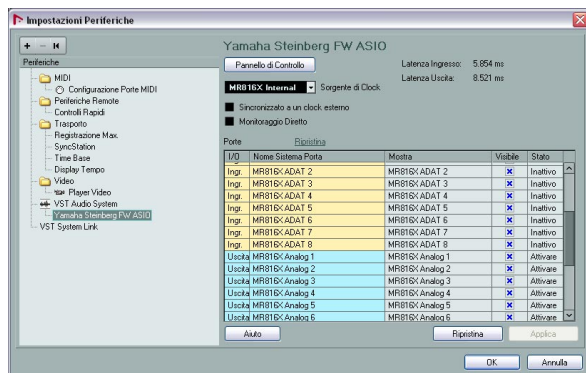 Impostazioni Periferiche
Periferiche
MIDI
Configurazione Porte MIDI
Periferiche Remote
Controlli Rapidi
Trasporto
Registrazione Max.
SyncStation
Time Base
Display Tempo
Video
Player Video
VST Audio System
Yamaha Steinberg FW ASIO
VST System Link
Yamaha Steinberg FW ASIO
Pannello di Controllo
Latenza Ingresso: 5.854 ms
Latenza Uscita: 8.521 ms
MR816X Internal Sorgente di Clock
Sincronizzato a un clock esterno
Monitoraggio Diretto
Porte Ripristina
I/O Nome Sistema Porta Mostra Visibile Stato
Ingr. MR816X ADAT 2 MR816X ADAT 2 Inattivo
Ingr. MR816X ADAT 3 MR816X ADAT 3 Inattivo
Ingr. MR816X ADAT 4 MR816X ADAT 4 Inattivo
Ingr. MR816X ADAT 5 MR816X ADAT 5 Inattivo
Ingr. MR816X ADAT 6 MR816X ADAT 6 Inattivo
Ingr. MR816X ADAT 7 MR816X ADAT 7 Inattivo
Ingr. MR816X ADAT 8 MR816X ADAT 8 Inattivo
Uscita MR816X Analog 1 MR816X Analog 1 Attivare
Uscita MR816X Analog 2 MR816X Analog 2 Attivare
Uscita MR816X Analog 3 MR816X Analog 3 Attivare
Uscita MR816X Analog 4 MR816X Analog 4 Attivare
Uscita MR816X Analog 5 MR816X Analog 5 Attivare
Uscita MR816X Analog 6 MR816X Analog 6 Attivare
Aiuto Ripristina Applica
OK Annulla